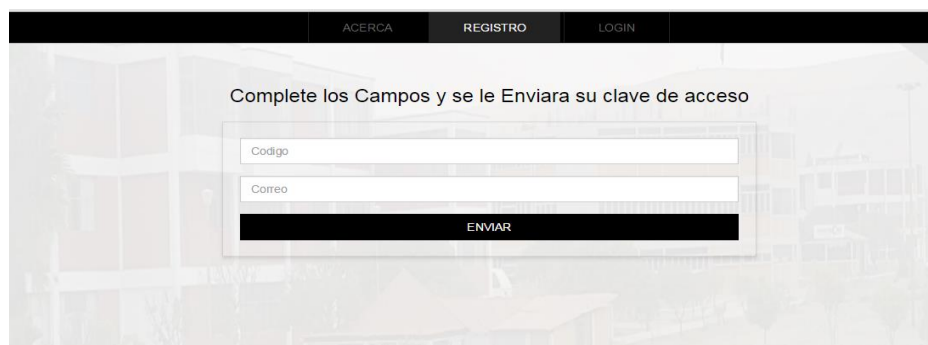 ACERCA REGISTRO LOGIN
Complete los Campos y se le Enviara su clave de acceso
Codigo
Correo
ENVIAR